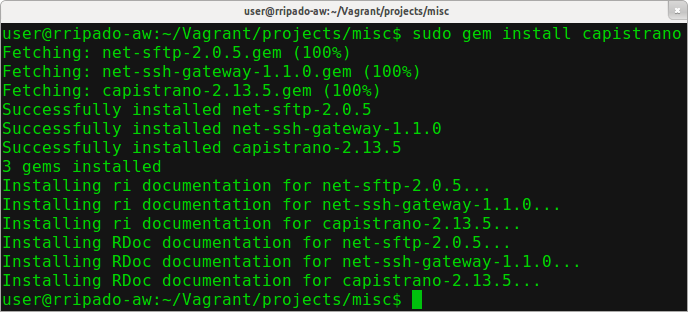 user@rripado-aw:~/Vagrant/projects/misc
user@rripado-aw:~/Vagrant/projects/misc$ sudo gem install capistrano
Fetching: net-sftp-2.0.5.gem (100%)
Fetching: net-ssh-gateway-1.1.0.gem (100%)
Fetching: capistrano-2.13.5.gem (100%)
Successfully installed net-sftp-2.0.5
Successfully installed net-ssh-gateway-1.1.0
Successfully installed capistrano-2.13.5
3 gems installed
Installing ri documentation for net-sftp-2.0.5...
Installing ri documentation for net-ssh-gateway-1.1.0...
Installing ri documentation for capistrano-2.13.5...
Installing RDoc documentation for net-sftp-2.0.5...
Installing RDoc documentation for net-ssh-gateway-1.1.0...
Installing RDoc documentation for capistrano-2.13.5...
user@rripado-aw:~/Vagrant/projects/misc$